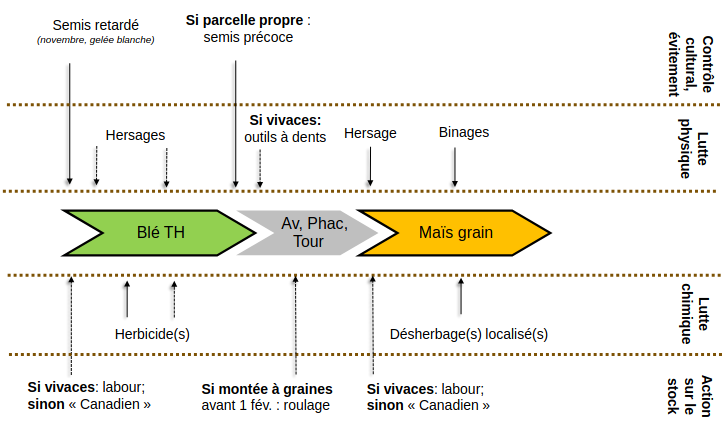 Semis retardé
(novembre, gelée blanche)
Si parcelle propre :
semis précoce
Contrôle
cultural,
évitement
Hersages
Si vivaces:
outils à dents
Hersage
Binages
Lutte
physique
Blé TH
Av, Phac,
Tour
Maïs grain
Herbicide(s)
Désherbage(s) localisé(s)
Lutte
chimique
Si vivaces: labour;
sinon « Canadien »
Si montée à graines
avant 1 fév. : roulage
Si vivaces: labour;
sinon « Canadien »
Action
sur le
stock